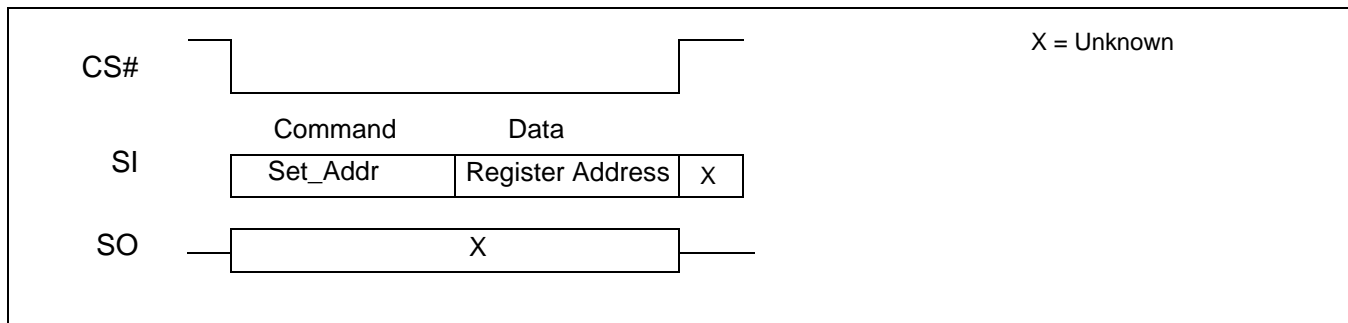 X = Unknown
CS#
Command Data
SI Set_Addr Register Address X
SO X